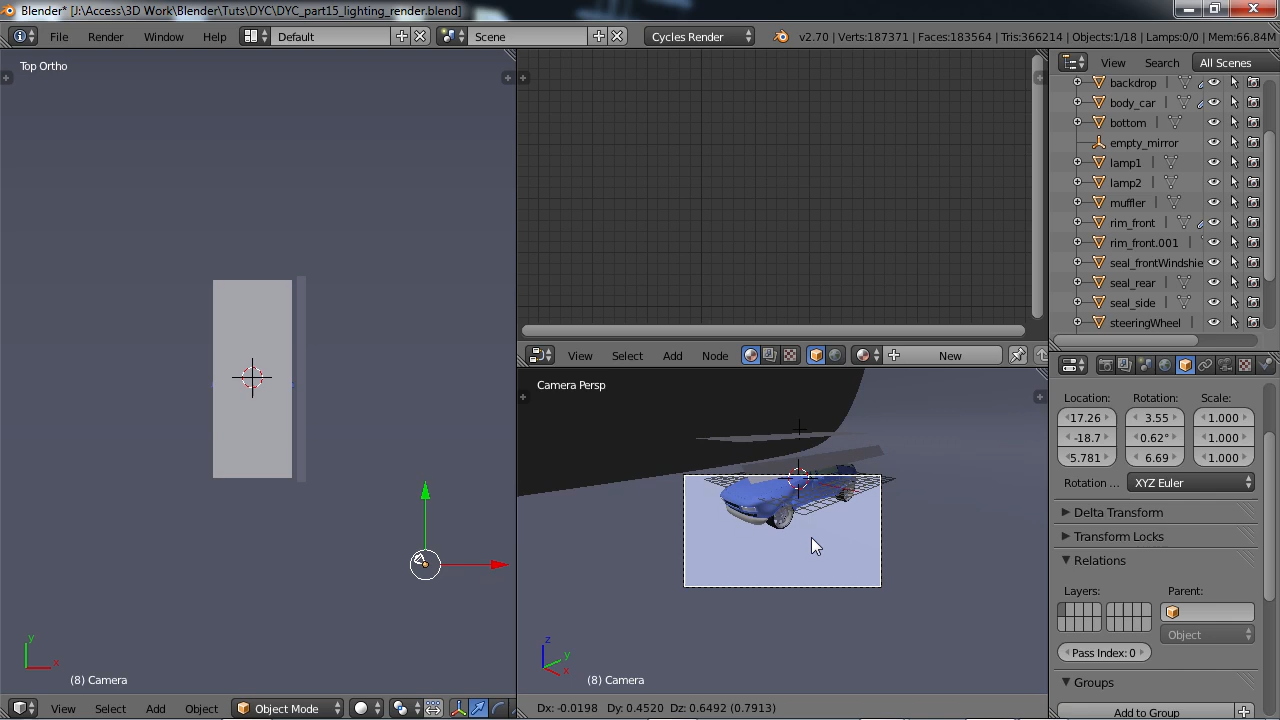 Blender* [J:\Access\3D Work\Blender\Tuts\DYC\DYC_part15_lighting_render.blend]
File Render Window Help Default Scene Cycles Render v2.70 | Verts:187371 | Faces:183564 | Tris:366214 | Objects:1/18 | Lamps:0/0 | Mem:66.84M
View Search All Scenes
Top Ortho
backdrop
body_car
bottom
empty_mirror
lamp1
lamp2
muffler
rim_front
rim_front.001
seal_frontWindshie
seal_rear
seal_side
steeringWheel
View Select Add Node New
Camera Persp
Location: Rotation: Scale:
17.26 3.55 1.000
-18.7 0.62° 1.000
5.781 6.69 1.000
Rotation ... XYZ Euler
Delta Transform
Transform Locks
Relations
Layers: Parent:
Object
Pass Index: 0
Groups
Add to Group
z
y
x
y
x
(8) Camera
(8) Camera
View Select Add Object Object Mode
Dx: -0.0198 Dy: 0.4520 Dz: 0.6492 (0.7913)